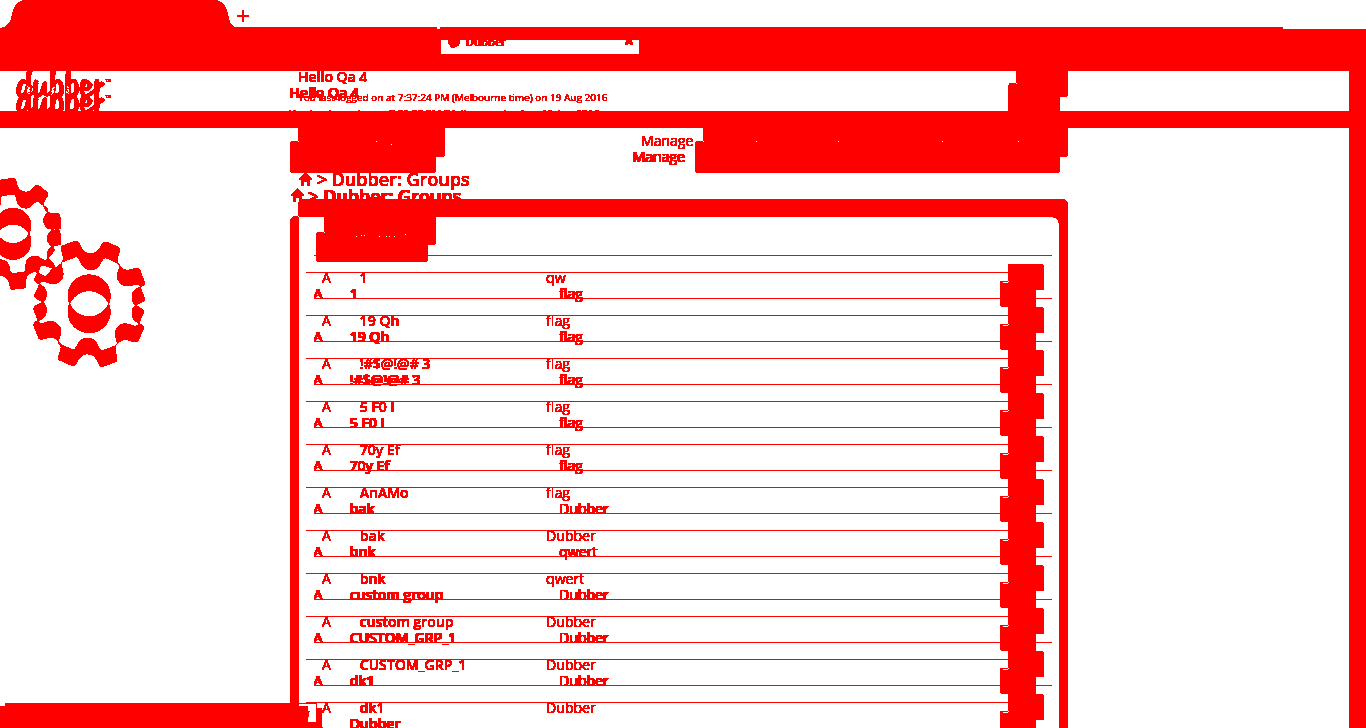 +
Dubber
dubber™
dubber™
Hello Qa 4
Hello Qa 4
You last logged on at 7:37:24 PM (Melbourne time) on 19 Aug 2016
Manage
Manage
> Dubber: Groups
> Dubber: Groups
A 1 qw
A 1 flag
A 19 Qh flag
A 19 Qh flag
A !#$@!@# 3 flag
A !#$@!@# 3 flag
A 5 F0 I flag
A 5 F0 I flag
A 70y Ef flag
A 70y Ef flag
A AnAMo flag
A bak Dubber
A bak Dubber
A bnk qwert
A bnk qwert
A custom group Dubber
A custom group Dubber
A CUSTOM_GRP_1 Dubber
A CUSTOM_GRP_1 Dubber
A dk1 Dubber
A dk1 Dubber
Dubber